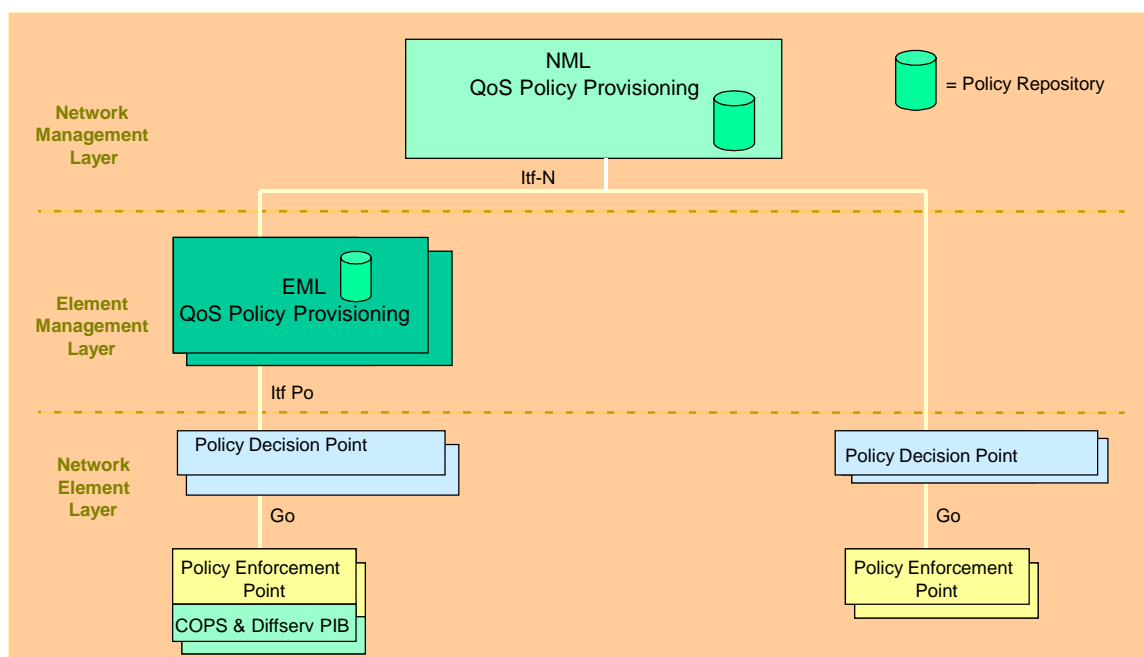 NML
QoS Policy Provisioning
= Policy Repository
Network
Management
Layer
Itf-N
EML
QoS Policy Provisioning
Element
Management
Layer
Itf Po
Policy Decision Point
Policy Decision Point
Network
Element
Layer
Go
Go
Policy Enforcement
Point
COPS & Diffserv PIB
Policy Enforcement
Point